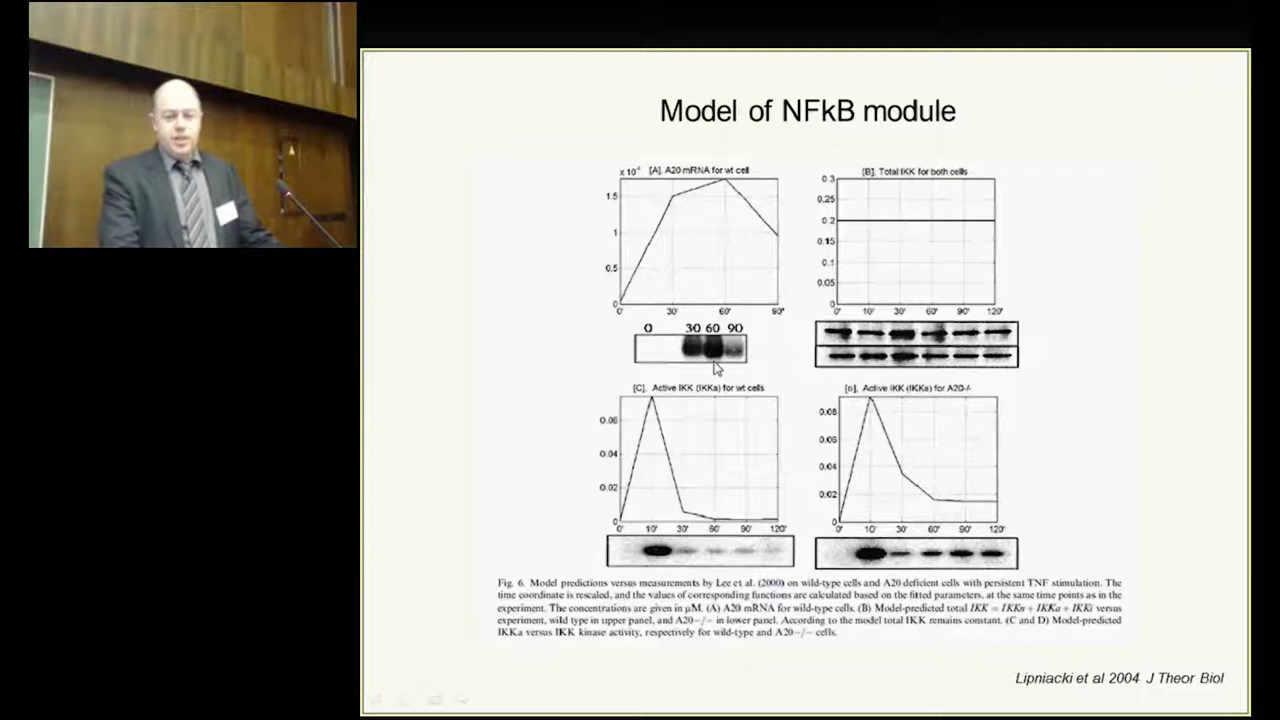 Model of NFkB module
x 10 [A]. A20 mRNA for wt cell
[B]. Total IKK for both cells
1.5
1
0.5
0
0' 30' 60' 90'
0.3
0.25
0.2
0.15
0.1
0.05
0
0' 10' 30' 60' 90' 120'
0 30 60 90
[C]. Active IKK (IKKa) for wt cells
[D]. Active IKK (IKKa) for A20-/-
0.06
0.04
0.02
0
0' 10' 30' 60' 90' 120'
0.08
0.06
0.04
0.02
0
0' 10' 30' 60' 90' 120'
Fig. 6. Model predictions versus measurements by Lee et al. (2000) on wild-type cells and A20 deficient cells with persistent TNF stimulation. The
time coordinate is rescaled, and the values of corresponding functions are calculated based on the fitted parameters, at the same time points as in the
experiment. The concentrations are given in μM. (A) A20 mRNA for wild-type cells. (B) Model-predicted total IKK = IKKn + IKKa + IKKi versus
experiment, wild type in upper panel, and A20−/− in lower panel. According to the model total IKK remains constant. (C and D) Model-predicted
IKKa versus IKK kinase activity, respectively for wild-type and A20−/− cells.
Lipniacki et al 2004 J Theor Biol